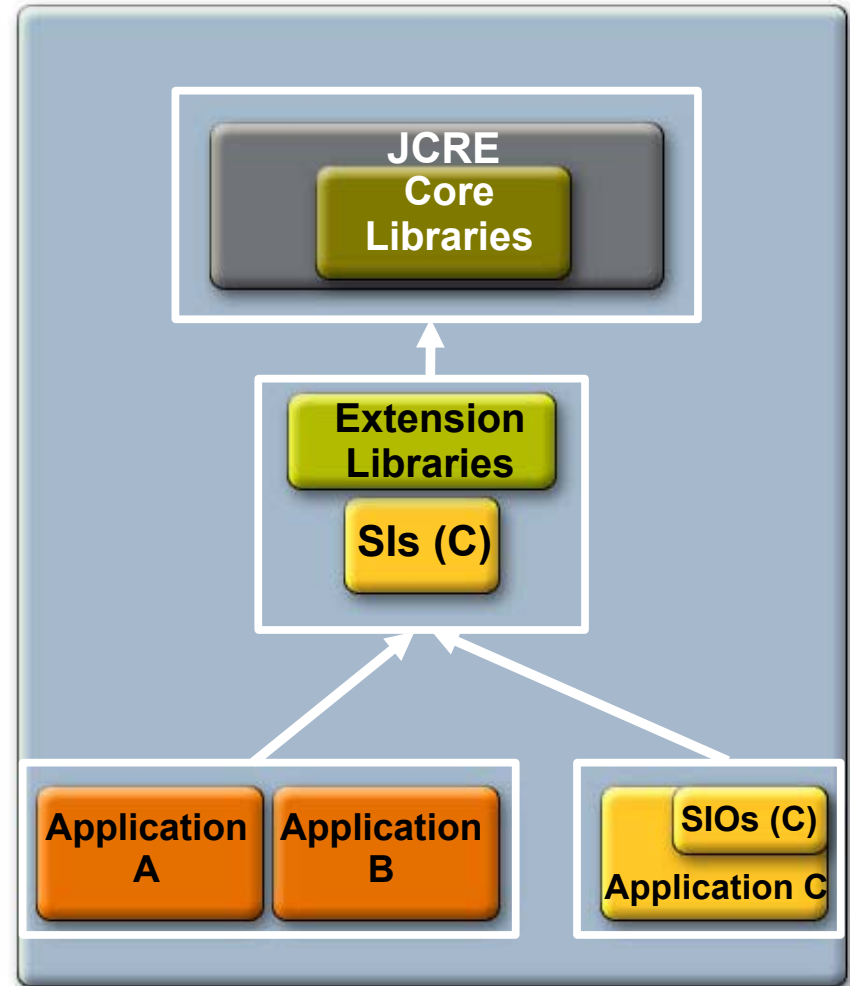 JCRE
Core
Libraries
Extension
Libraries
SIs (C)
Application
A
Application
B
SIOs (C)
Application C